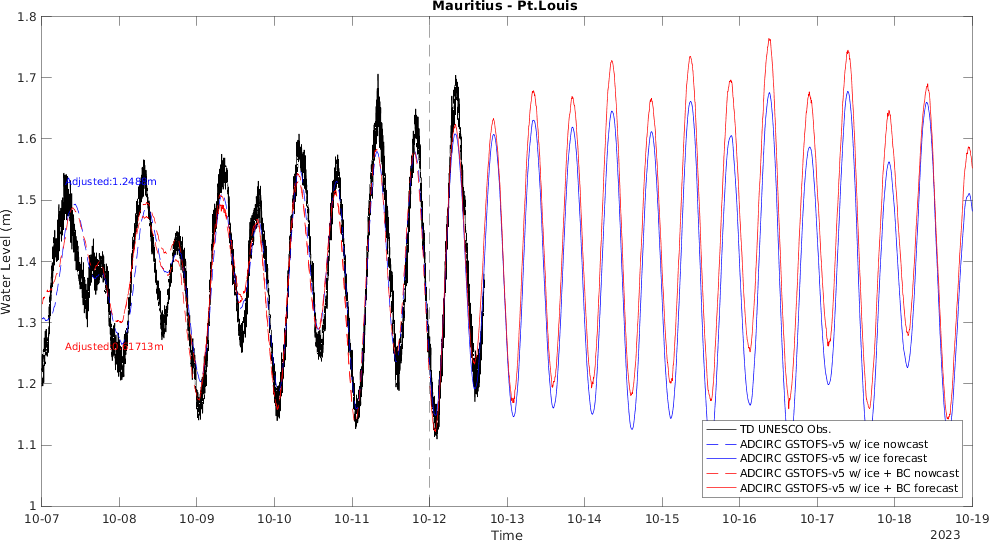 Mauritius - Pt.Louis
1.8
1.7
1.6
1.5
1.4
1.3
1.2
1.1
1
Water Level (m)
Adjusted:1.248 m
Adjusted: .1713m
TD UNESCO Obs.
ADCIRC GSTOFS-v5 w/ ice nowcast
ADCIRC GSTOFS-v5 w/ ice forecast
ADCIRC GSTOFS-v5 w/ ice + BC nowcast
ADCIRC GSTOFS-v5 w/ ice + BC forecast
10-07 10-08 10-09 10-10 10-11 10-12 10-13 10-14 10-15 10-16 10-17 10-18 10-19
Time
2023